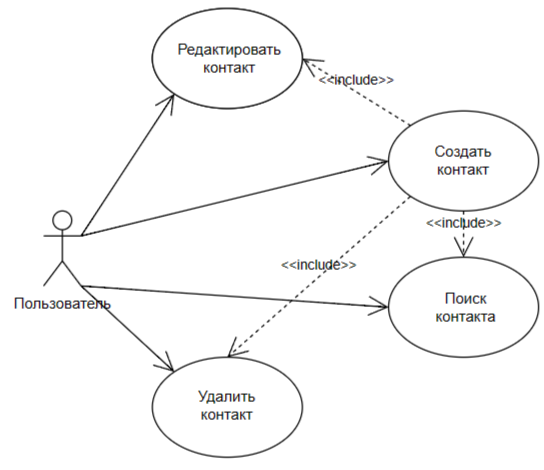 Редактировать
контакт
<<include>>
Создать
контакт
<<include>>
<<include>>
Пользователь
Поиск
контакта
Удалить
контакт